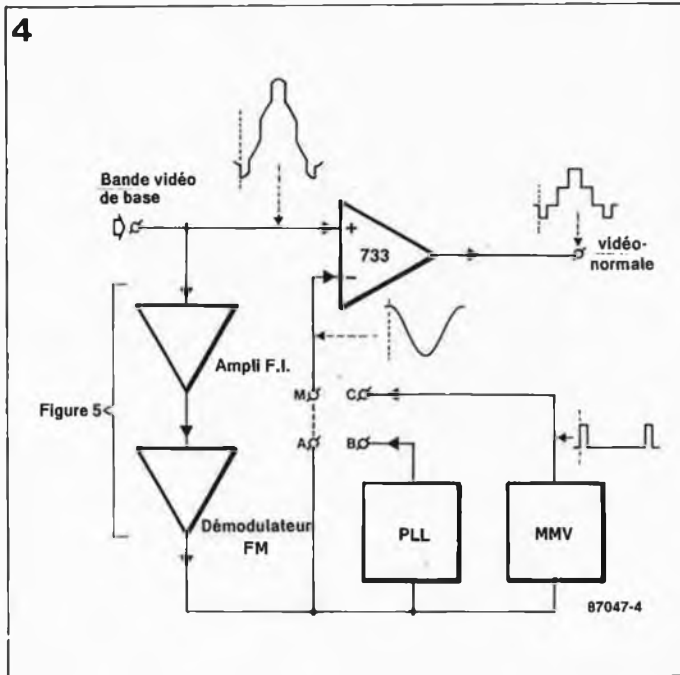 4
Bande vidéo
de base
+
733
−
vidéo-
normale
Ampli F.I.
Figure 5
M
C
A
B
Démodulateur
FM
PLL
MMV
87047-4